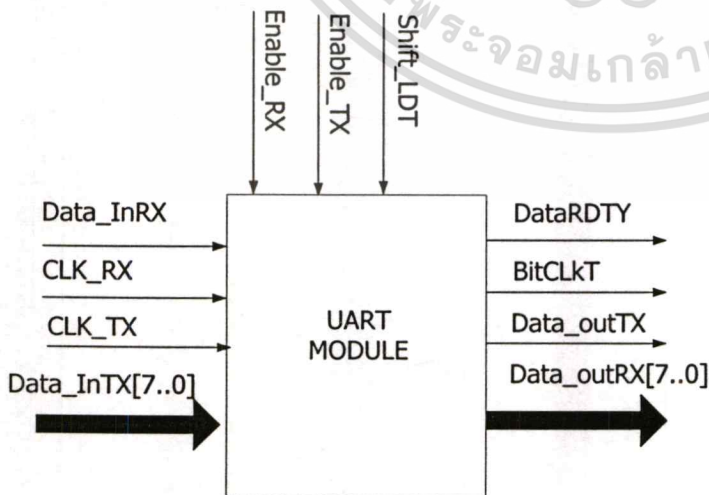 Enable_RX
Enable_TX
Shift_LDT
พระจอมเกล้า
Data_InRX
CLK_RX
CLK_TX
Data_InTX[7..0]
UART
MODULE
DataRDTY
BitCLkT
Data_outTX
Data_outRX[7..0]